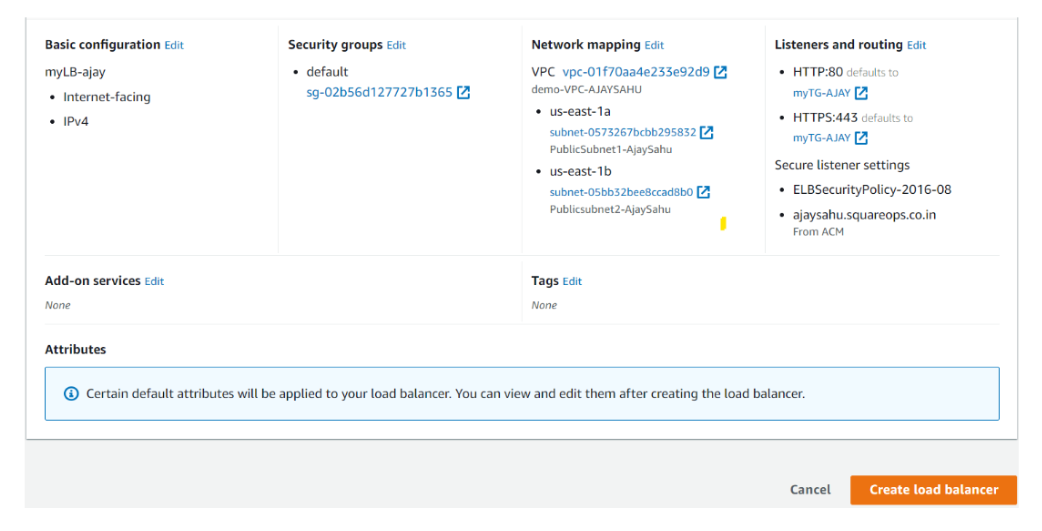 Basic configuration Edit
myLB-ajay
• Internet-facing
• IPv4
Security groups Edit
• default
sg-02b56d127727b1365
Network mapping Edit
VPC vpc-01f70aa4e233e92d9
demo-VPC-AJAYSAHU
• us-east-1a
subnet-0573267bcbb295832
PublicSubnet1-AjaySahu
• us-east-1b
subnet-05bb32bee8ccad8b0
Publicsubnet2-AjaySahu
Listeners and routing Edit
• HTTP:80 defaults to
myTG-AJAY
• HTTPS:443 defaults to
myTG-AJAY
Secure listener settings
• ELBSecurityPolicy-2016-08
• ajaysahu.squareops.co.in
From ACM
Add-on services Edit
None
Tags Edit
None
Attributes
Certain default attributes will be applied to your load balancer. You can view and edit them after creating the load balancer.
Cancel
Create load balancer